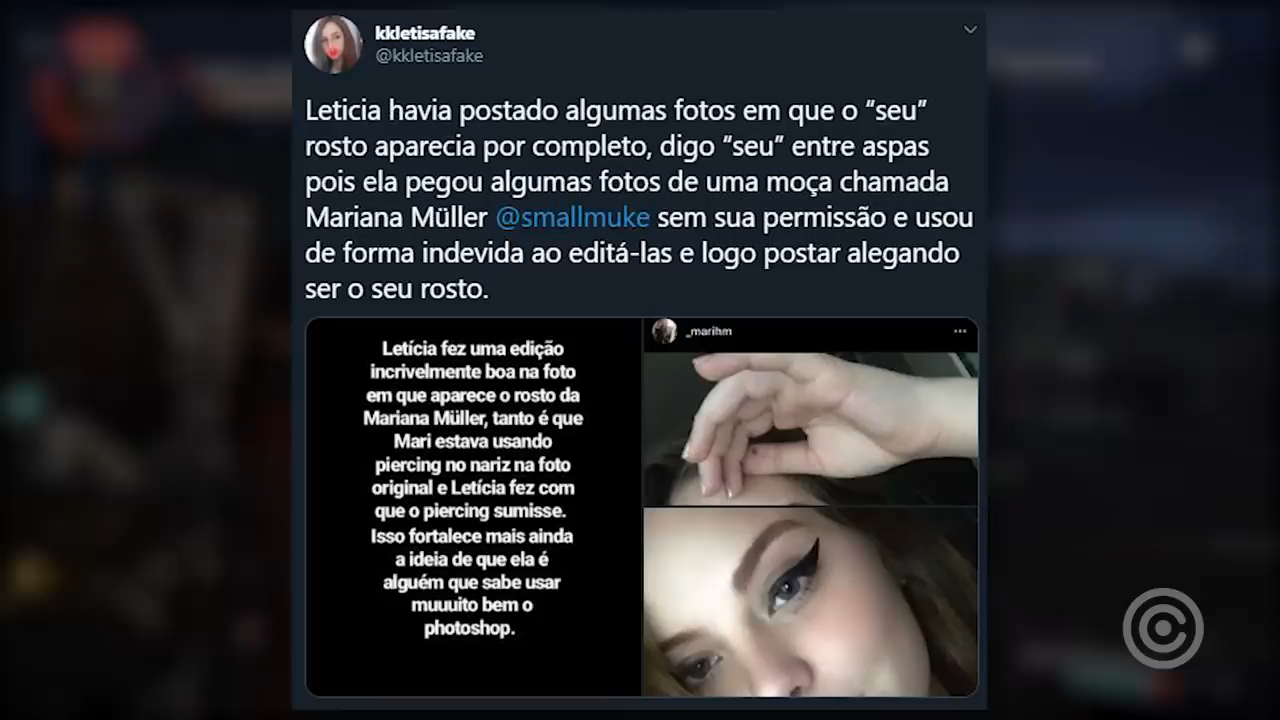 kkletisafake
@kkletisafake
Leticia havia postado algumas fotos em que o “seu”
rosto aparecia por completo, digo “seu” entre aspas
pois ela pegou algumas fotos de uma moça chamada
Mariana Müller @smallmuke sem sua permissão e usou
de forma indevida ao editá-las e logo postar alegando
ser o seu rosto.
Letícia fez uma edição
incrivelmente boa na foto
em que aparece o rosto da
Mariana Müller, tanto é que
Mari estava usando
piercing no nariz na foto
original e Letícia fez com
que o piercing sumisse.
Isso fortalece mais ainda
a ideia de que ela é
alguém que sabe usar
muuuito bem o
photoshop.
_marihm